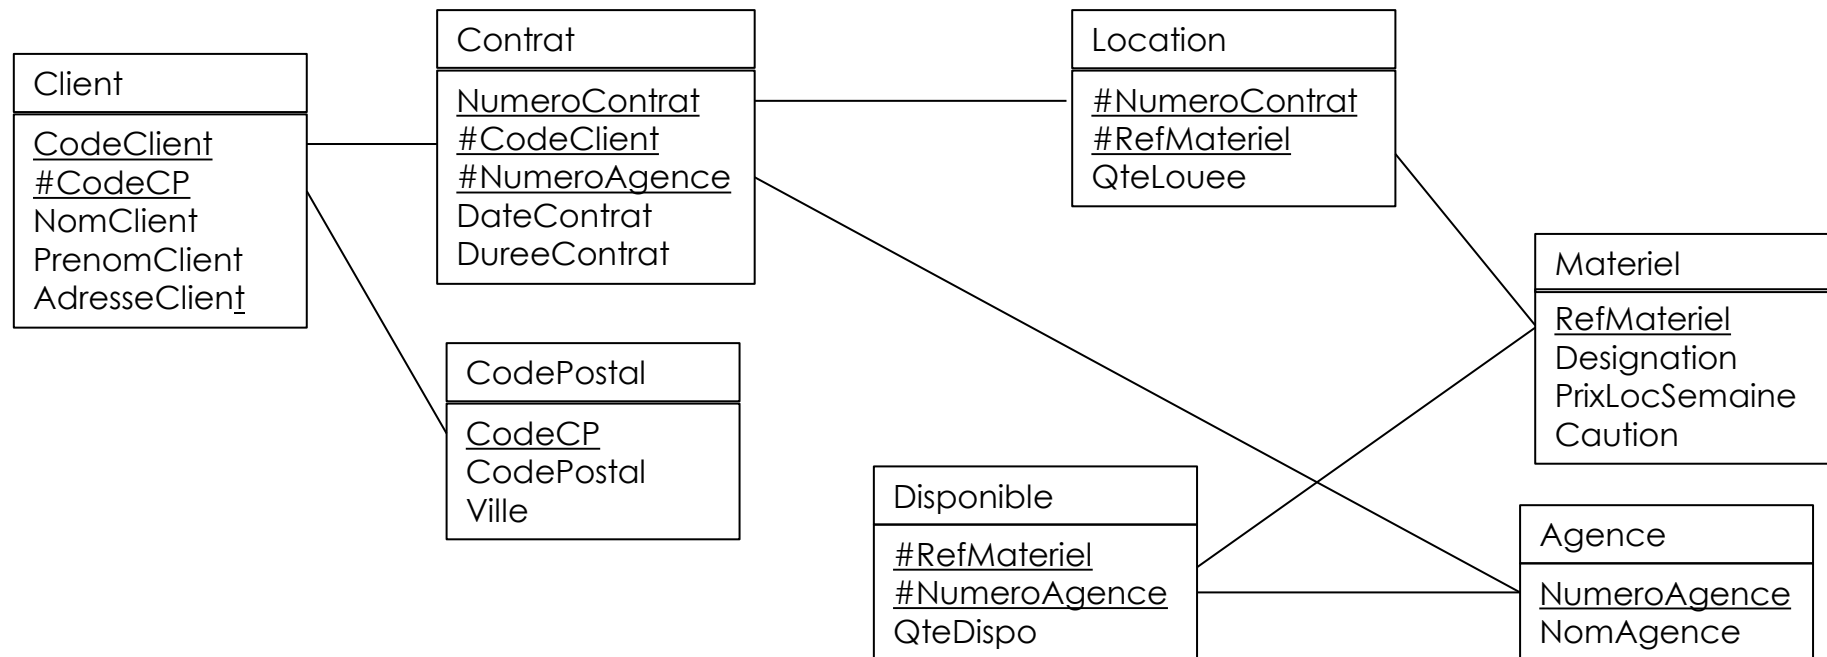 Client
CodeClient
#CodeCP
NomClient
PrenomClient
AdresseClient
Contrat
NumeroContrat
#CodeClient
#NumeroAgence
DateContrat
DureeContrat
Location
#NumeroContrat
#RefMateriel
QteLouee
CodePostal
CodeCP
CodePostal
Ville
Materiel
RefMateriel
Designation
PrixLocSemaine
Caution
Disponible
#RefMateriel
#NumeroAgence
QteDispo
Agence
NumeroAgence
NomAgence